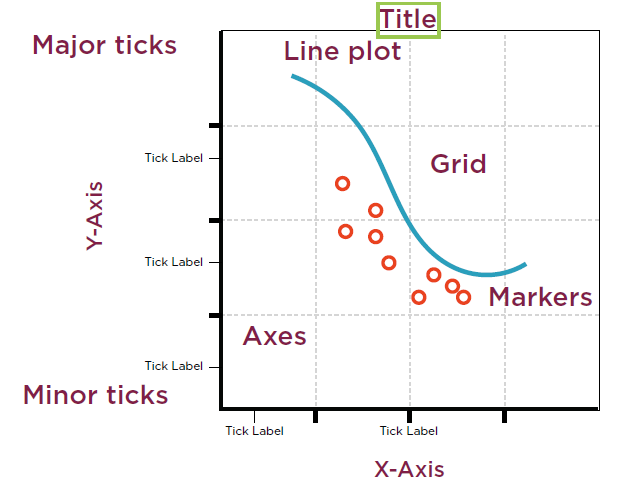 Title
Major ticks
Line plot
Tick Label
Grid
Y-Axis
Tick Label
Markers
Axes
Tick Label
Minor ticks
Tick Label
Tick Label
X-Axis